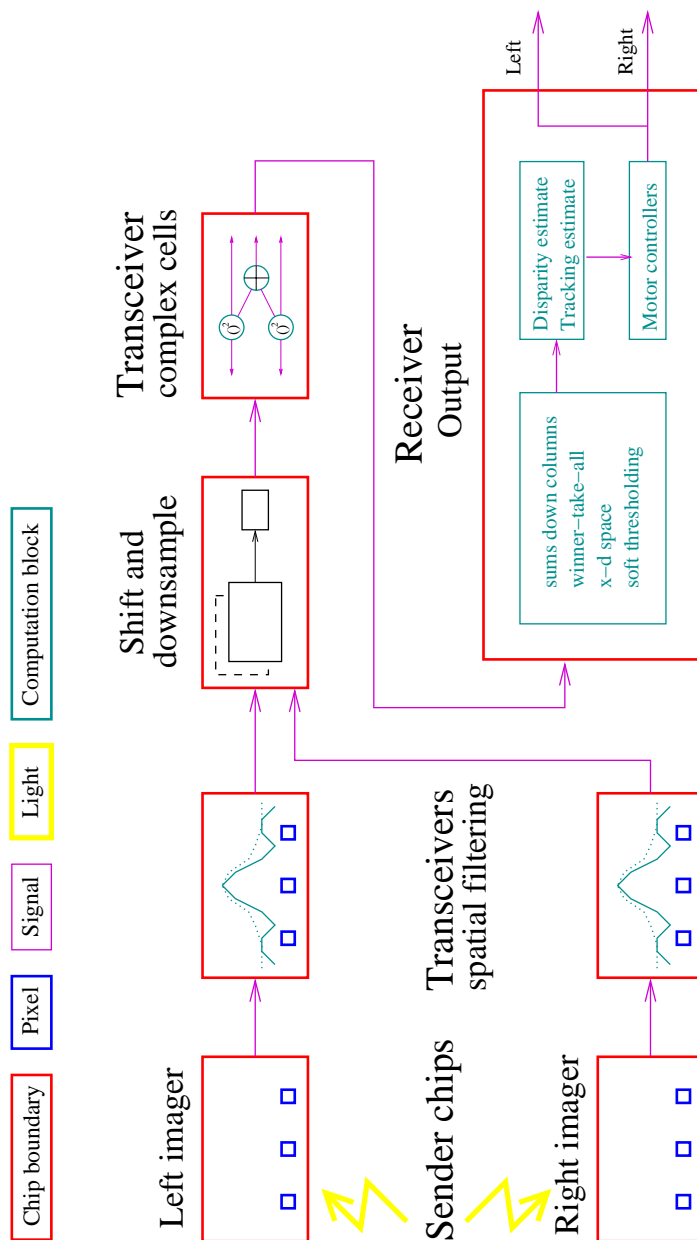 Chip boundary
Pixel
Signal
Light
Computation block
Left imager
Sender chips
Right imager
Transceivers
spatial filtering
Shift and
downsample
Transceiver
complex cells
()²
()²
Receiver
Output
sums down columns
winner–take–all
x–d space
soft thresholding
Disparity estimate
Tracking estimate
Motor controllers
Left
Right